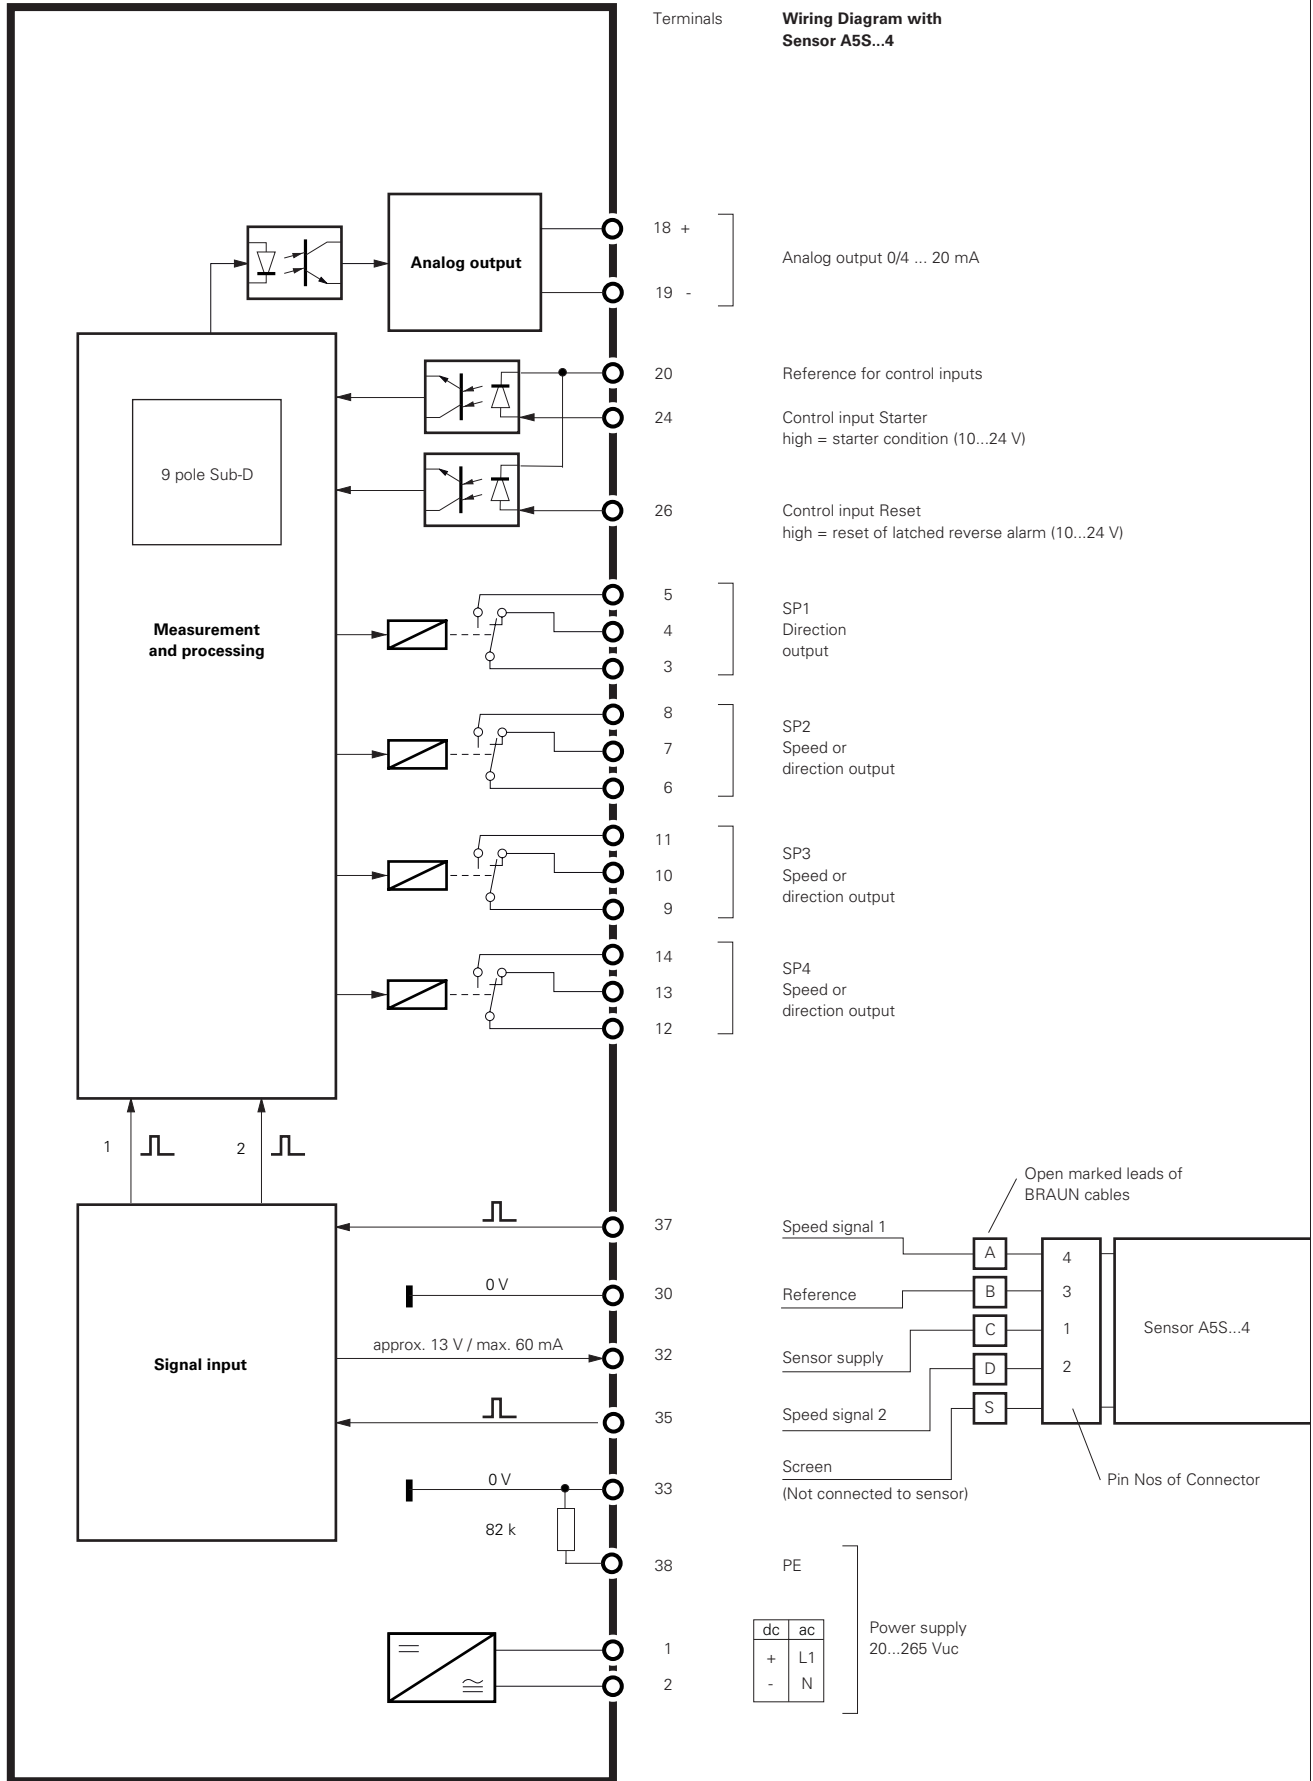 Terminals
Wiring Diagram with
Sensor A5S...4
18 +
Analog output
Analog output 0/4 ... 20 mA
19 -
20
Reference for control inputs
24
Control input Starter
high = starter condition (10...24 V)
9 pole Sub-D
26
Control input Reset
high = reset of latched reverse alarm (10...24 V)
5
4
3
SP1
Direction
output
Measurement
and processing
8
7
6
SP2
Speed or
direction output
11
10
9
SP3
Speed or
direction output
14
13
12
SP4
Speed or
direction output
1
2
Open marked leads of
BRAUN cables
37
Speed signal 1
A
4
0 V
30
Reference
B
3
C
1
Sensor A5S...4
Signal input
approx. 13 V / max. 60 mA
32
Sensor supply
D
2
35
Speed signal 2
S
Screen
(Not connected to sensor)
Pin Nos of Connector
0 V
33
82 k
38
PE
dc ac
+ L1
- N
Power supply
20...265 Vuc
1
2